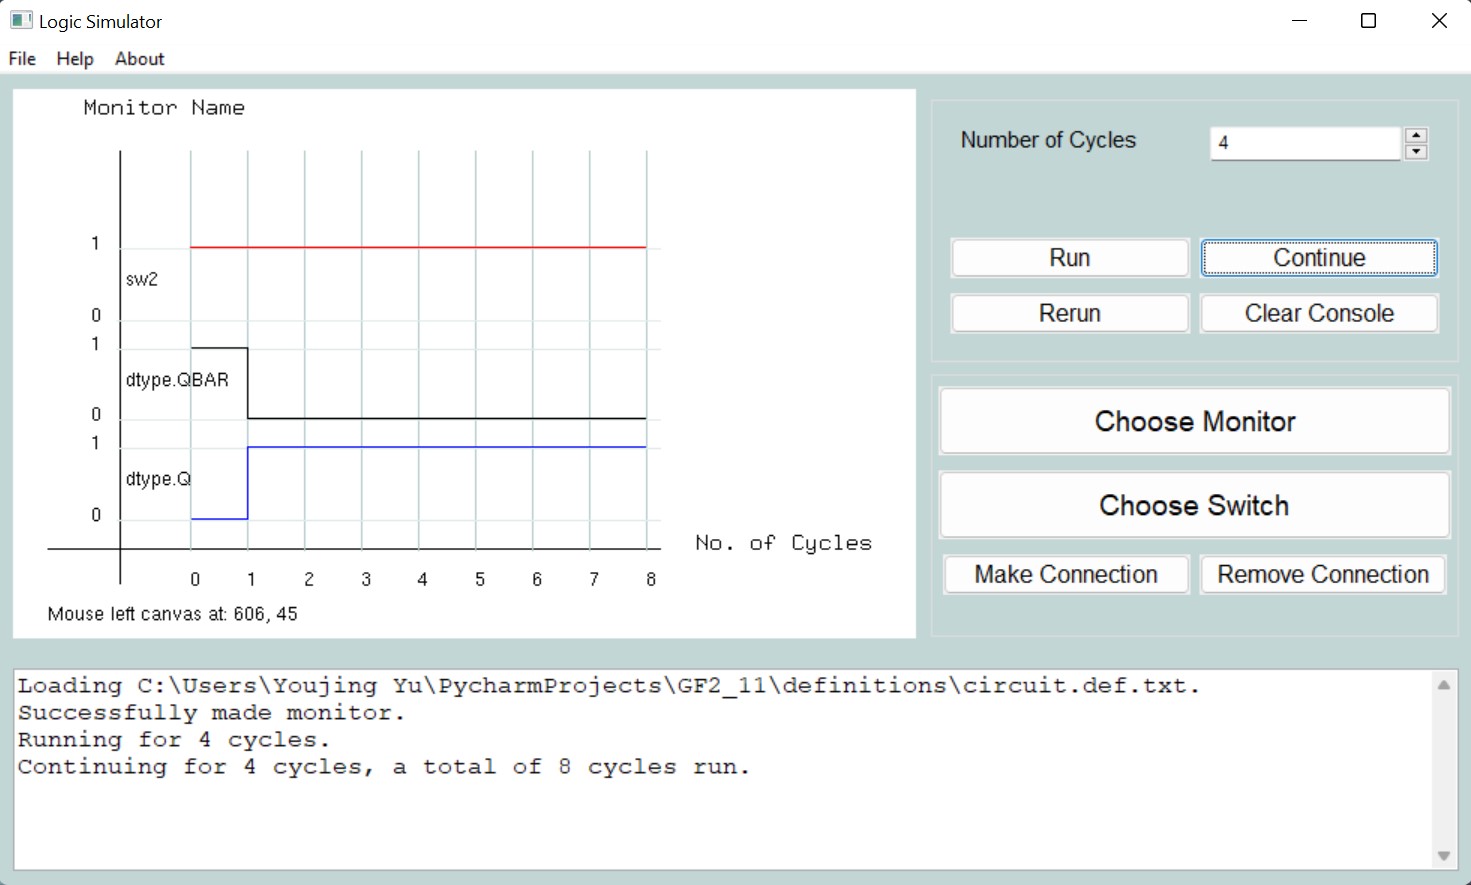 Logic Simulator
File Help About
Monitor Name
1
sw2
0
1
dtype.QBAR
0
1
dtype.Q
0
No. of Cycles
0 1 2 3 4 5 6 7 8
Mouse left canvas at: 606, 45
Number of Cycles 4
Run Continue
Rerun Clear Console
Choose Monitor
Choose Switch
Make Connection Remove Connection
Loading C:\Users\Youjing Yu\PycharmProjects\GF2_11\definitions\circuit.def.txt.
Successfully made monitor.
Running for 4 cycles.
Continuing for 4 cycles, a total of 8 cycles run.